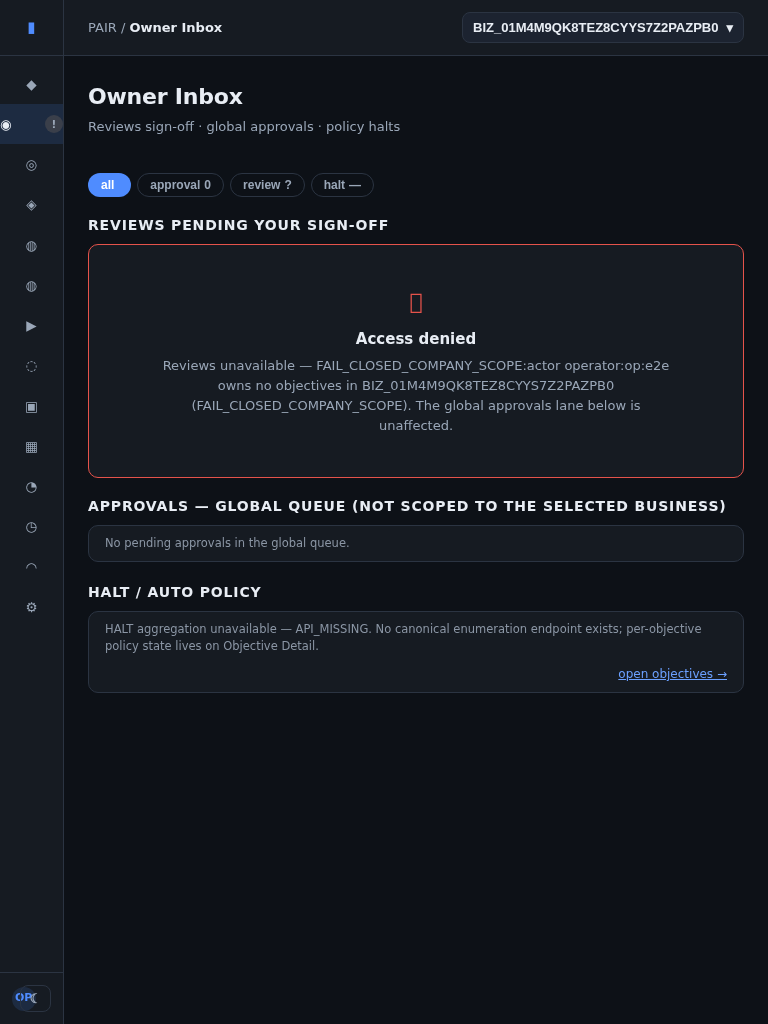 PAIR / Owner Inbox
BIZ_01M4M9QK8TEZ8CYYS7Z2PAZPB0 ▾
!
Owner Inbox
Reviews sign-off · global approvals · policy halts
all approval 0 review ? halt —
REVIEWS PENDING YOUR SIGN-OFF
Access denied
Reviews unavailable — FAIL_CLOSED_COMPANY_SCOPE:actor operator:op:e2e
owns no objectives in BIZ_01M4M9QK8TEZ8CYYS7Z2PAZPB0
(FAIL_CLOSED_COMPANY_SCOPE). The global approvals lane below is
unaffected.
APPROVALS — GLOBAL QUEUE (NOT SCOPED TO THE SELECTED BUSINESS)
No pending approvals in the global queue.
HALT / AUTO POLICY
HALT aggregation unavailable — API_MISSING. No canonical enumeration endpoint exists; per-objective
policy state lives on Objective Detail.
open objectives →